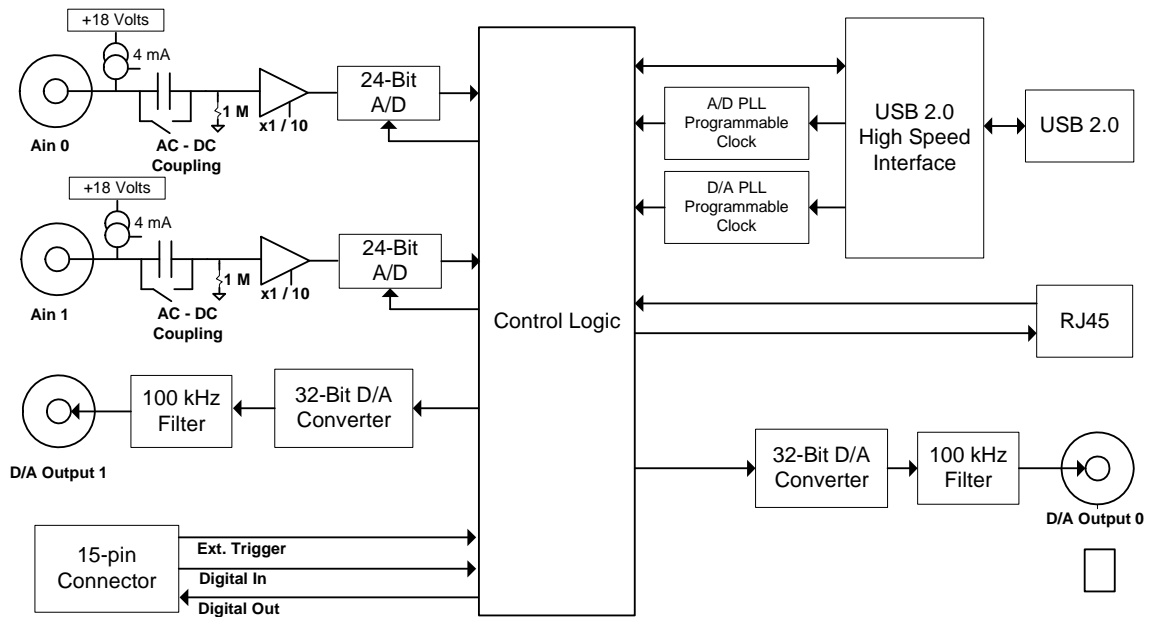 +18 Volts
4 mA
24-Bit
A/D
1 M
x1 / 10
Ain 0
AC - DC
Coupling
+18 Volts
4 mA
24-Bit
A/D
1 M
x1 / 10
Ain 1
AC - DC
Coupling
100 kHz
Filter
32-Bit D/A
Converter
D/A Output 1
15-pin
Connector
Ext. Trigger
Digital In
Digital Out
Control Logic
A/D PLL
Programmable
Clock
D/A PLL
Programmable
Clock
USB 2.0
High Speed
Interface
USB 2.0
RJ45
32-Bit D/A
Converter
100 kHz
Filter
D/A Output 0